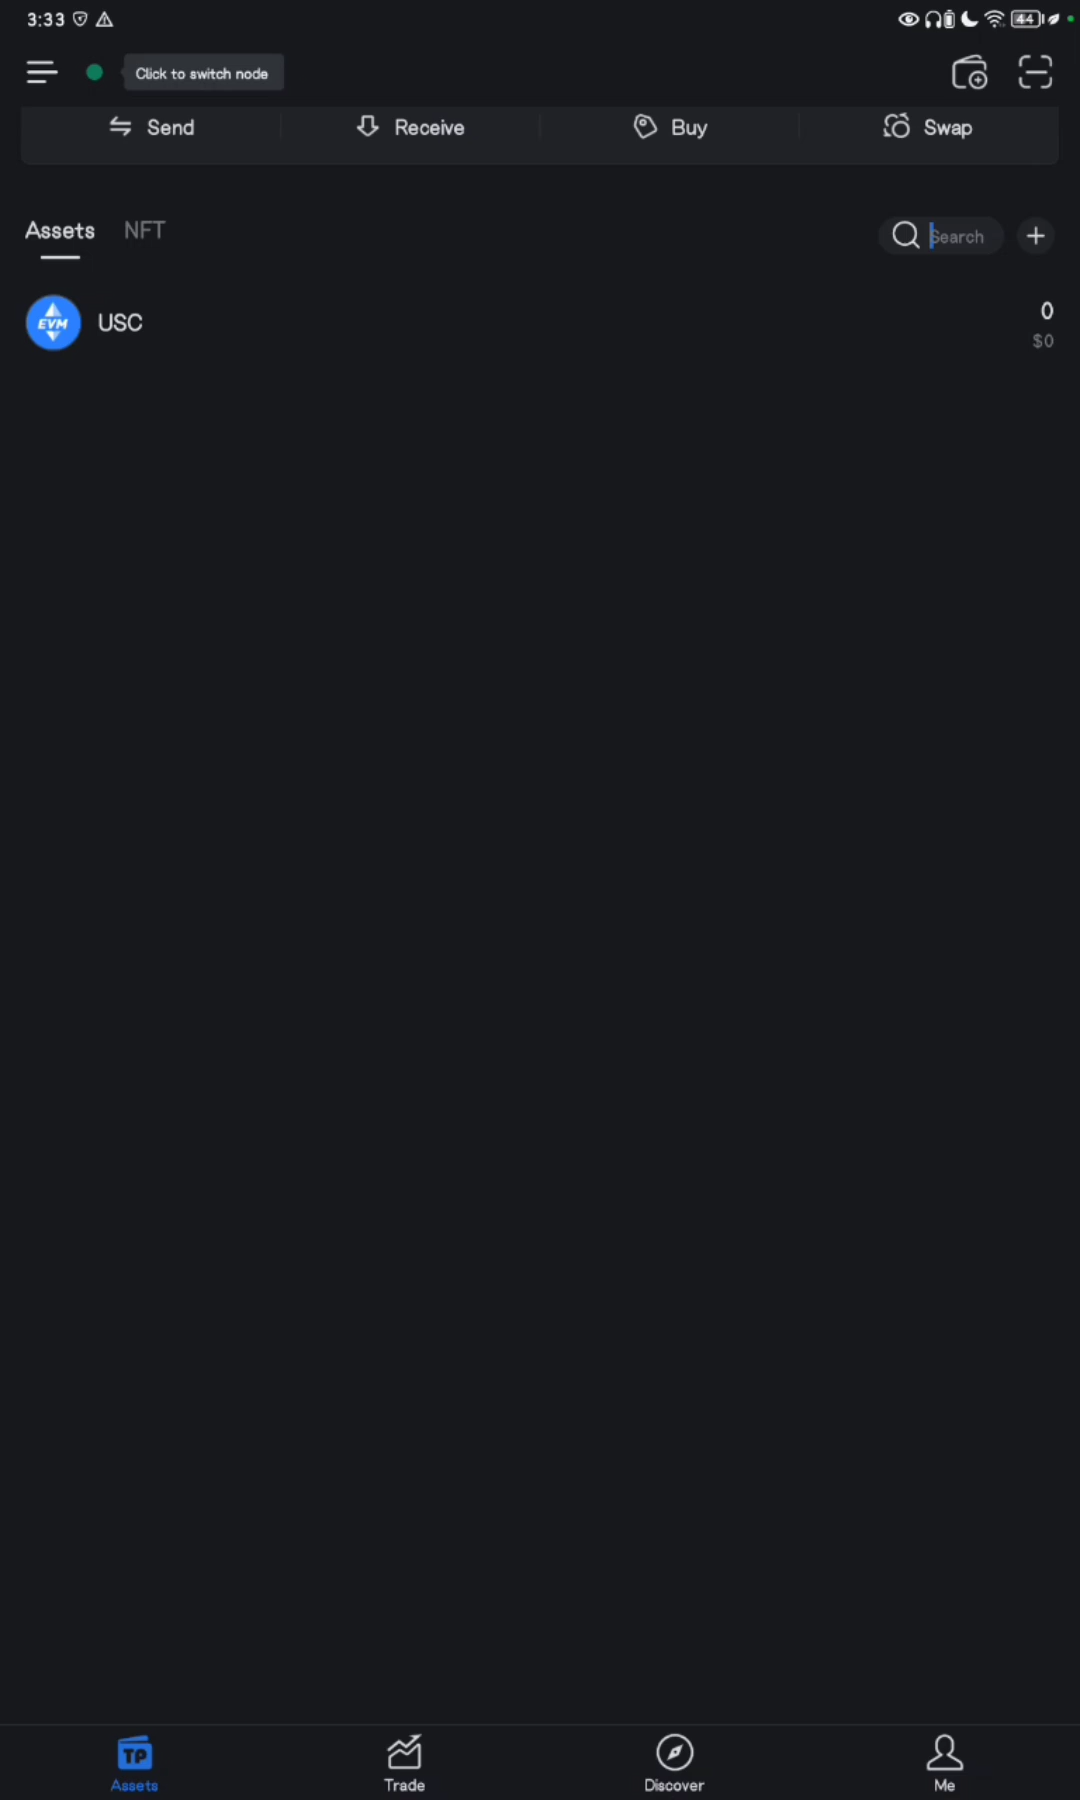 3:33
44
Click to switch node
Send Receive Buy Swap
Assets NFT Search
EVM USC 0
$0
TP
Assets Trade Discover Me